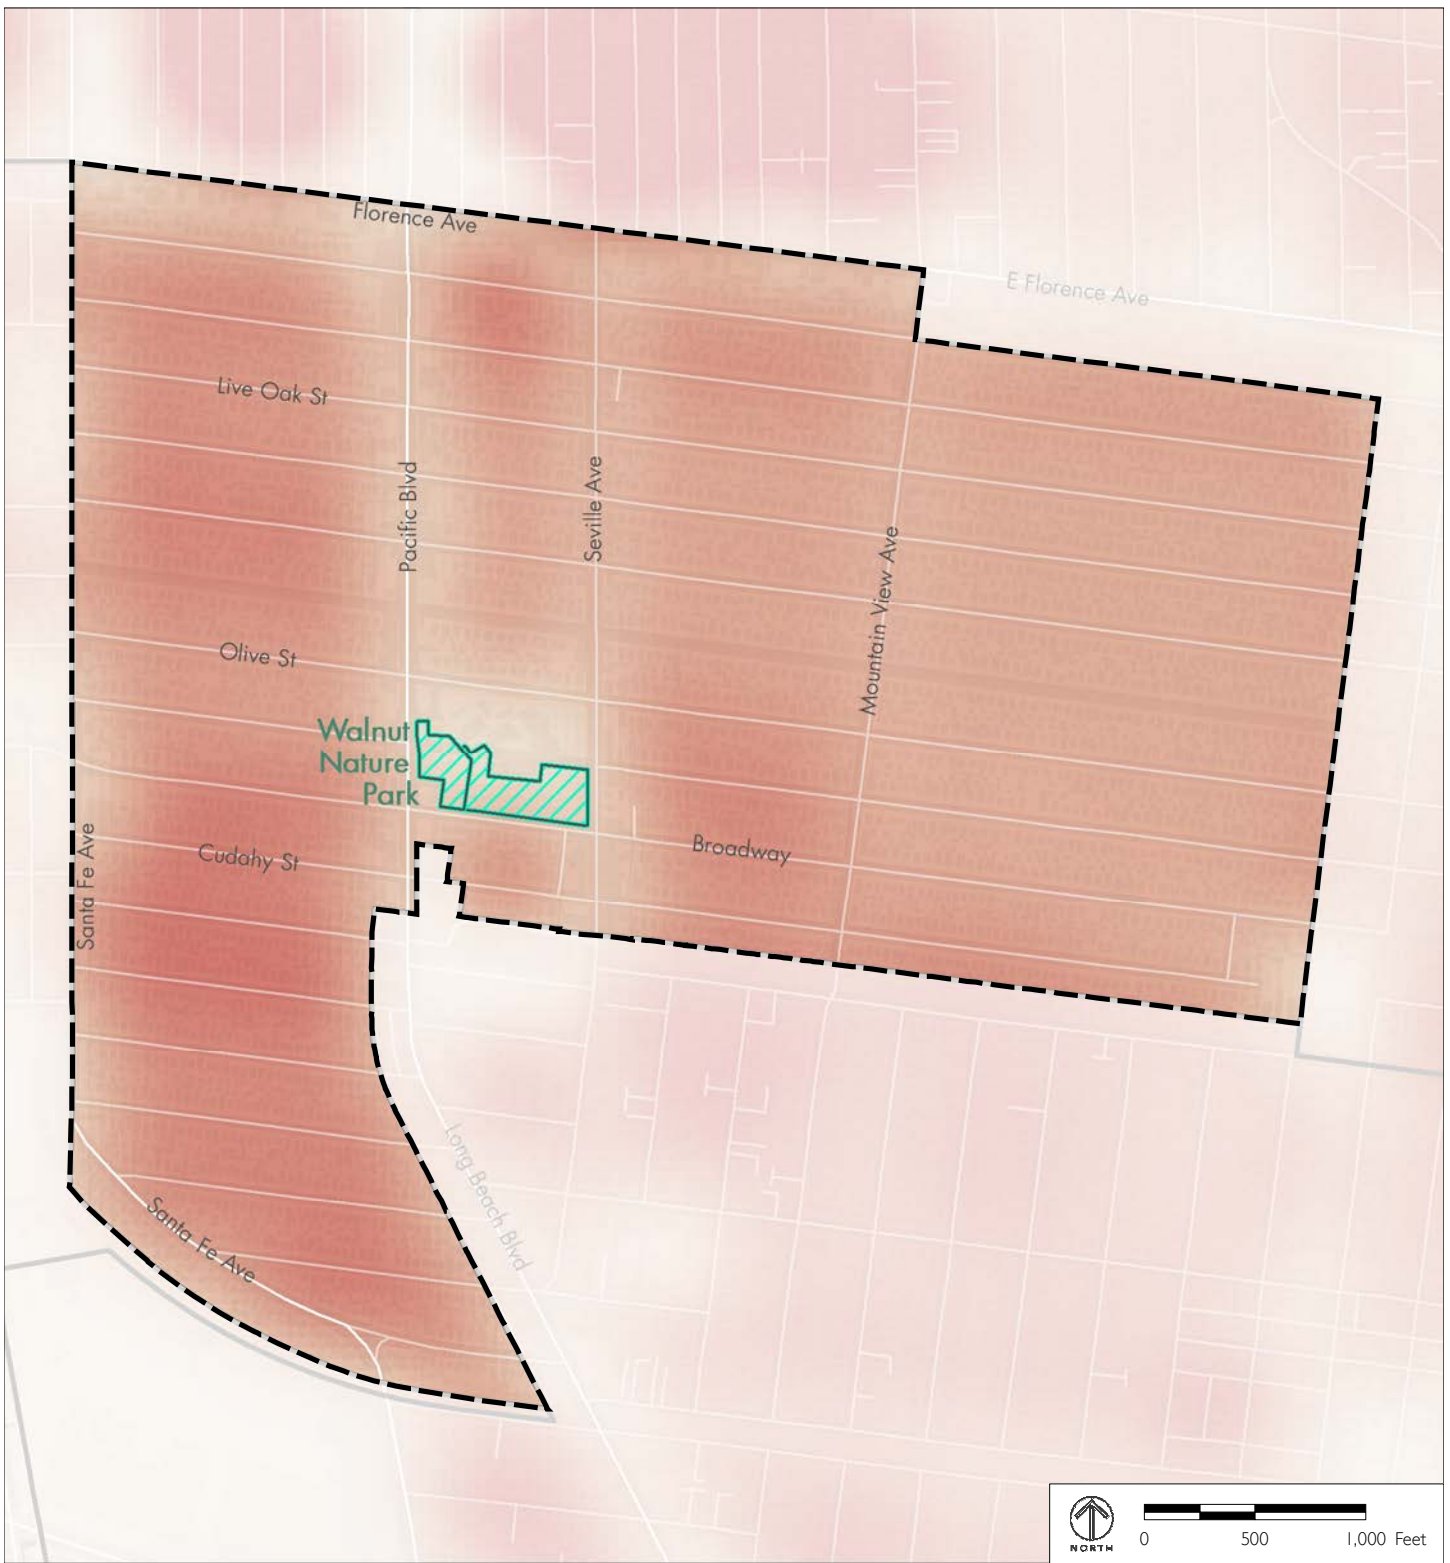 Florence Ave
E Florence Ave
Live Oak St
Pacific Blvd
Seville Ave
Mountain View Ave
Olive St
Walnut
Nature
Park
Santa Fe Ave
Cudahy St
Broadway
Long Beach Blvd
Santa Fe Ave
NORTH
0 500 1,000 Feet